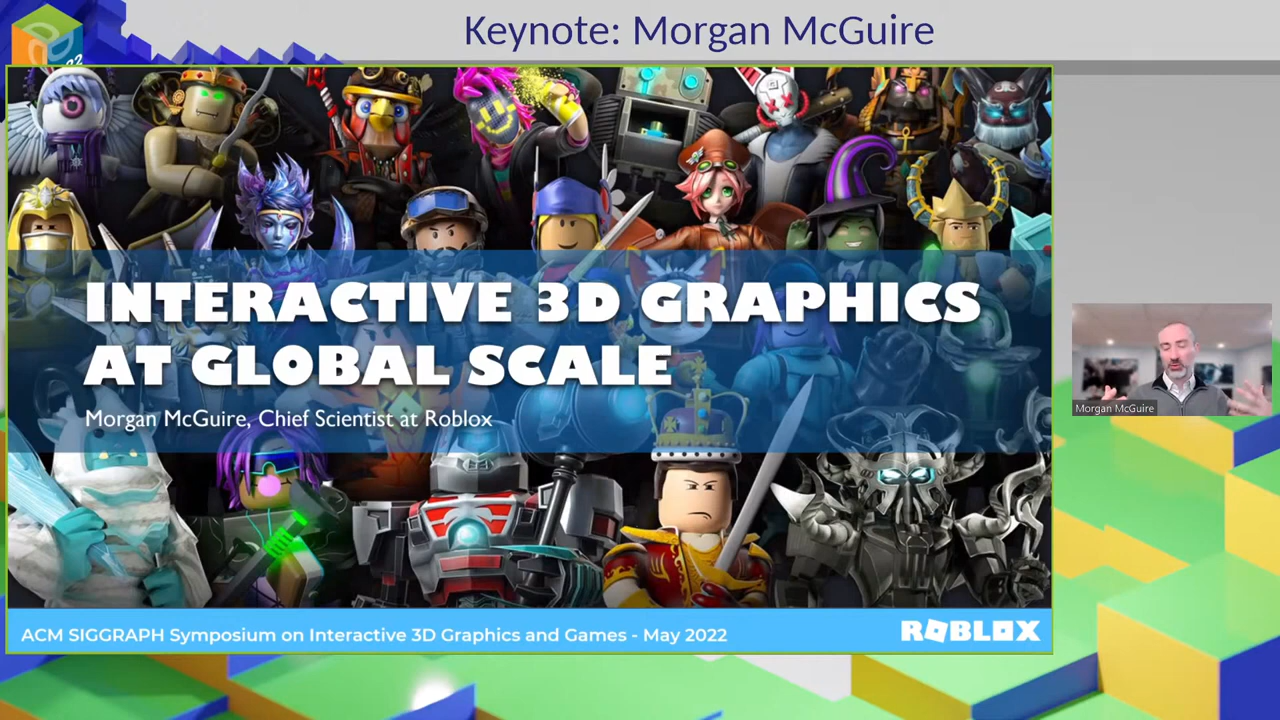 Keynote: Morgan McGuire
22
INTERACTIVE 3D GRAPHICS
AT GLOBAL SCALE
Morgan McGuire, Chief Scientist at Roblox
Morgan McGuire
ACM SIGGRAPH Symposium on Interactive 3D Graphics and Games - May 2022
ROBLOX